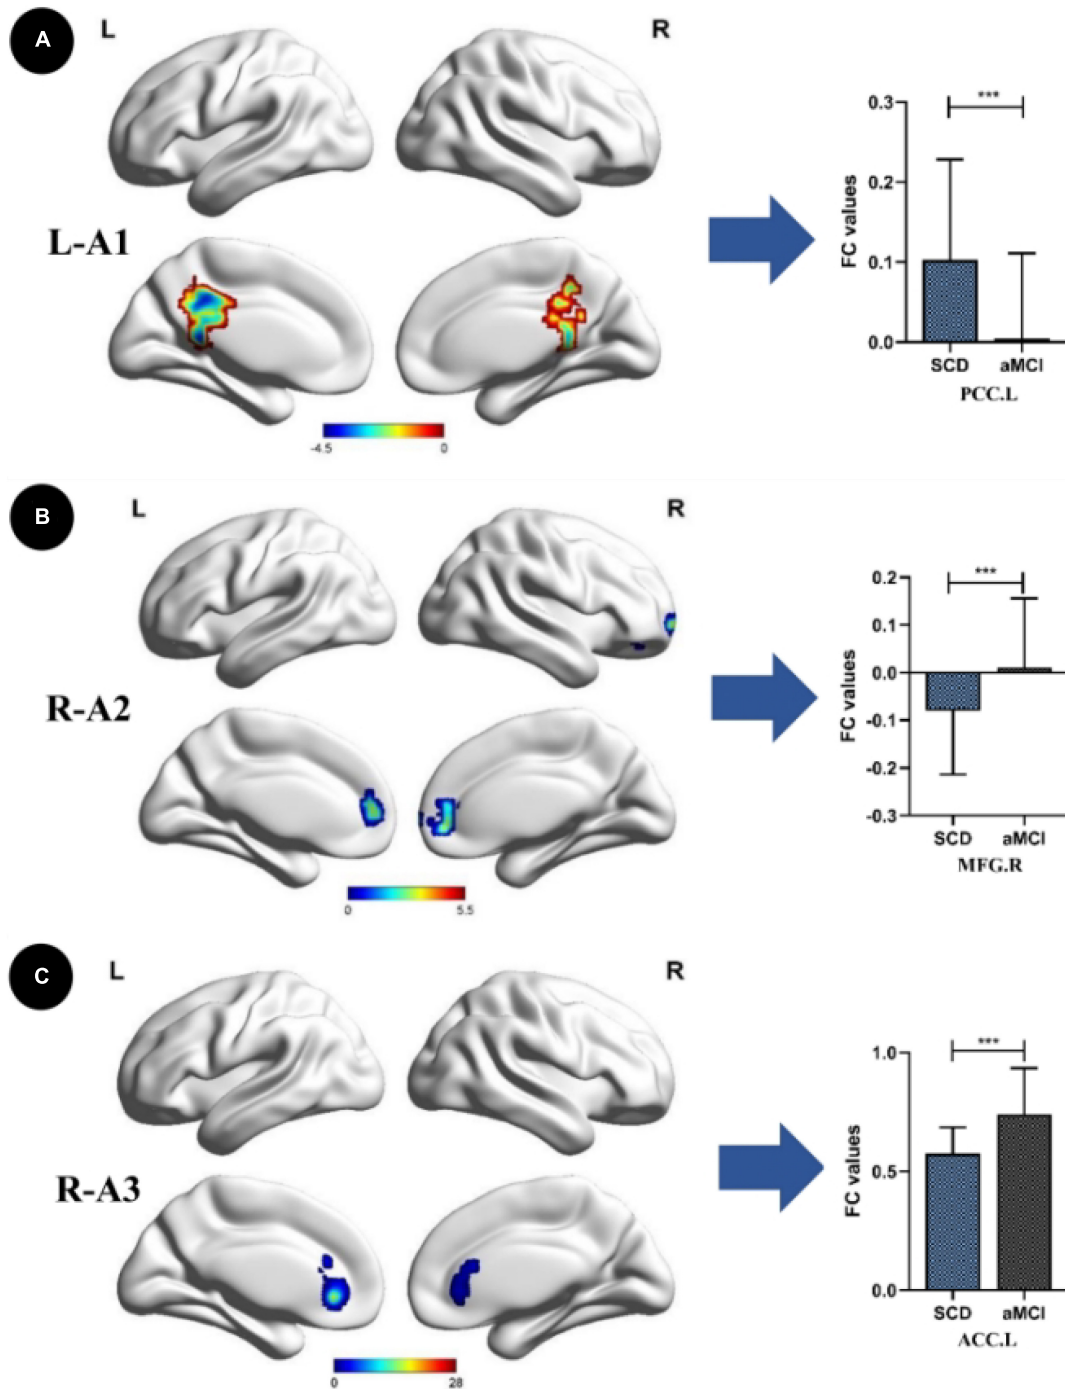 A
L
R
L-A1
-4.5
0
***
FC values
0.3
0.2
0.1
0.0
SCD
aMCI
PCC.L
B
L
R
R-A2
0
5.5
***
FC values
0.2
0.1
0.0
-0.1
-0.2
-0.3
SCD
aMCI
MFG.R
C
L
R
R-A3
0
28
***
FC values
1.0
0.5
0.0
SCD
aMCI
ACC.L